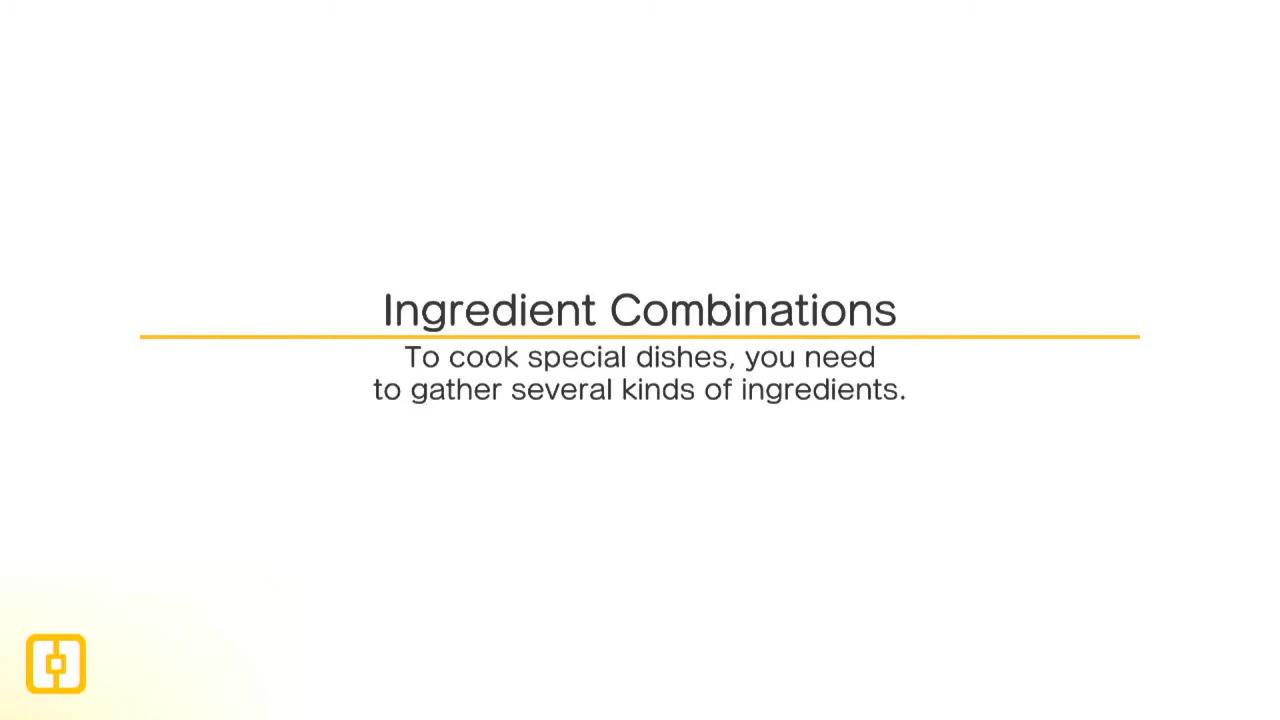 Ingredient Combinations
To cook special dishes, you need
to gather several kinds of ingredients.